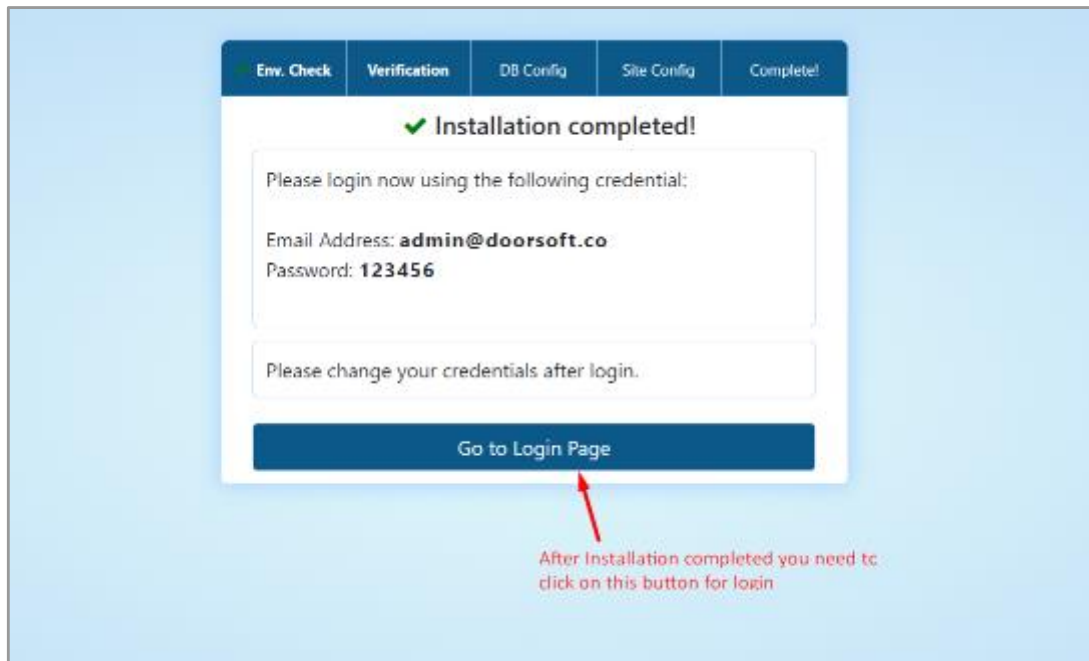 Env. Check
Verification
DB Config
Site Config
Complete!
Installation completed!
Please login now using the following credential:
Email Address: admin@doorsoft.co
Password: 123456
Please change your credentials after login.
Go to Login Page
After Installation completed you need to
click on this button for login